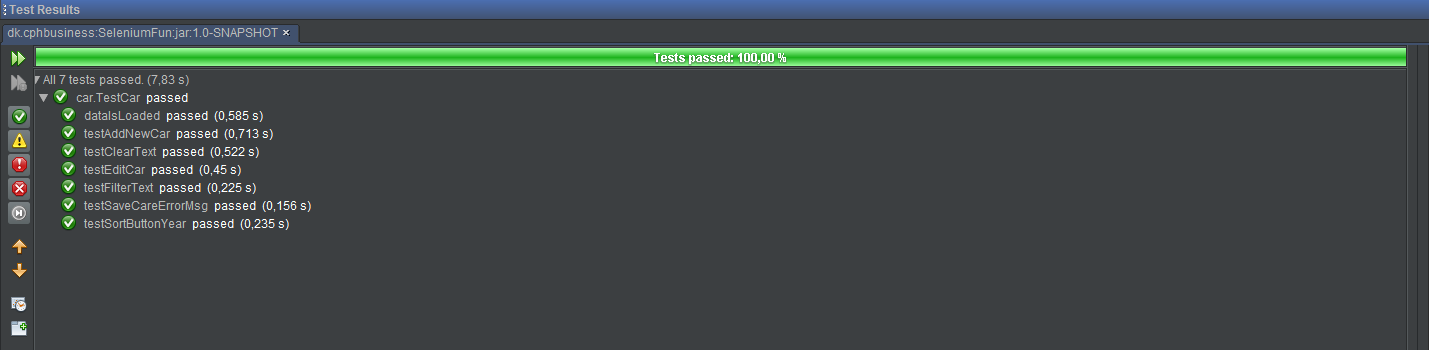 Test Results
dk.cphbusiness:SeleniumFun:jar:1.0-SNAPSHOT ×
Tests passed: 100,00 %
All 7 tests passed. (7,83 s)
car.TestCar passed
dataIsLoaded passed (0,585 s)
testAddNewCar passed (0,713 s)
testClearText passed (0,522 s)
testEditCar passed (0,45 s)
testFilterText passed (0,225 s)
testSaveCareErrorMsg passed (0,156 s)
testSortButtonYear passed (0,235 s)